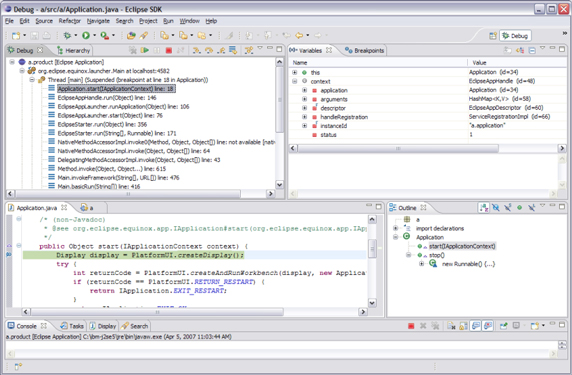 Debug - a/src/a/Application.java - Eclipse SDK
File Edit Source Refactor Navigate Search Project Run Window Help
Debug
Debug Hierarchy
a.product [Eclipse Application]
org.eclipse.equinox.launcher.Main at localhost:4582
Thread [main] (Suspended (breakpoint at line 18 in Application))
Application.start(IApplicationContext) line: 18
EclipseAppHandle.run(Object) line: 146
EclipseAppLauncher.runApplication(Object) line: 106
EclipseAppLauncher.start(Object) line: 76
EclipseStarter.run(Object) line: 356
EclipseStarter.run(String[], Runnable) line: 171
NativeMethodAccessorImpl.invoke0(Method, Object, Object[]) line: not available [nativ
NativeMethodAccessorImpl.invoke(Object, Object[]) line: 64
DelegatingMethodAccessorImpl.invoke(Object, Object[]) line: 43
Method.invoke(Object, Object...) line: 615
Main.invokeFramework(String[], URL[]) line: 476
Main.basicRun(String[]) line: 416
Variables Breakpoints
Name Value
this Application (id=34)
context EclipseAppHandle (id=48)
application Application (id=34)
arguments HashMap<K,V> (id=58)
descriptor EclipseAppDescriptor (id=60)
handleRegistration ServiceRegistrationImpl (id=66)
instanceId "a.application"
status 1
Application.java a
/* (non-Javadoc)
* @see org.eclipse.equinox.app.IApplication#start(org.eclipse.equinox.app.IApp
*/
public Object start(IApplicationContext context) {
Display display = PlatformUI.createDisplay();
try {
int returnCode = PlatformUI.createAndRunWorkbench(display, new Applicat
if (returnCode == PlatformUI.RETURN_RESTART) {
return IApplication.EXIT_RESTART;
}
Outline
a
import declarations
Application
start(IApplicationContext)
stop()
new Runnable() {...}
Console Tasks Display Search
a.product [Eclipse Application] C:\ibm-j2se5\jre\bin\javaw.exe (Apr 5, 2007 11:03:44 AM)